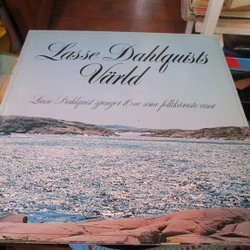 Lasse Dahlquists
Värld
Lasse Dahlquist sjunger 16 av sina folkkäraste visor